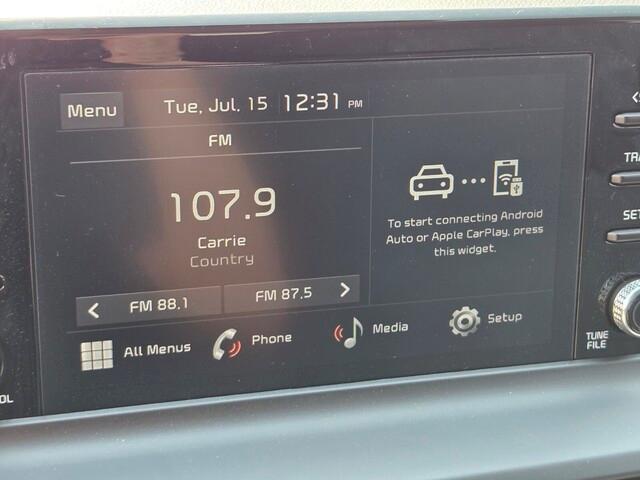 Menu Tue, Jul. 15 12:31 PM
FM
107.9
Carrie
Country
To start connecting Android
Auto or Apple CarPlay, press
this widget.
FM 88.1 FM 87.5
All Menus Phone Media Setup
TUNE
FILE